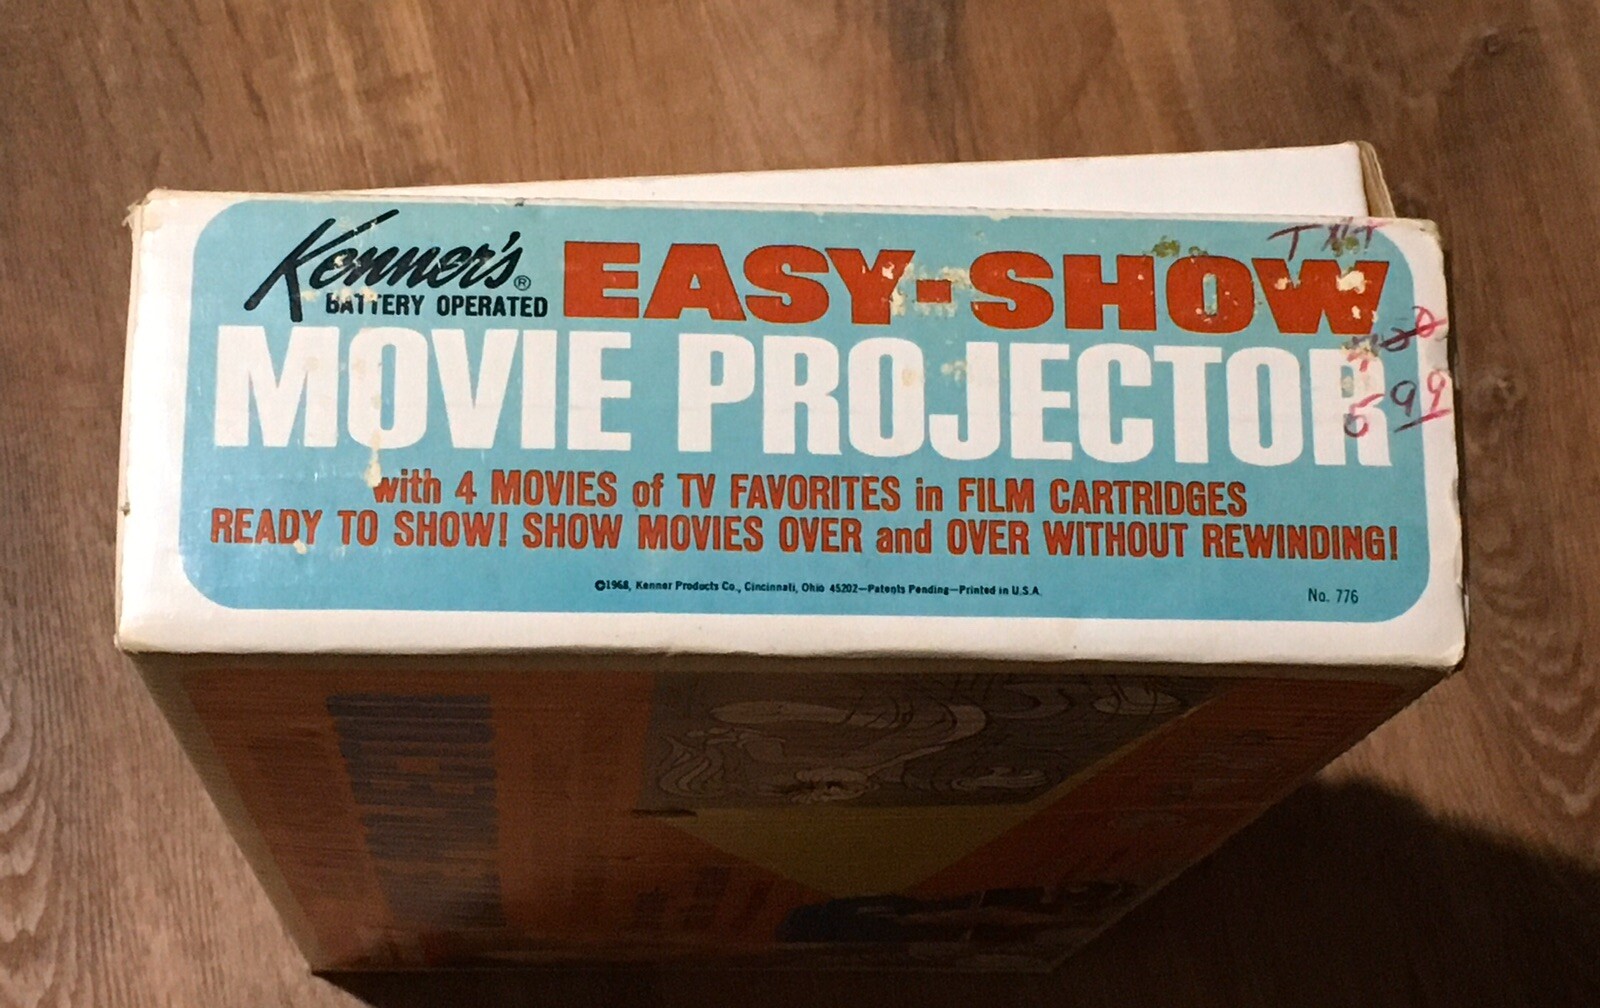 Kenner's®
BATTERY OPERATED
EASY-SHOW
MOVIE PROJECTOR
with 4 MOVIES of TV FAVORITES in FILM CARTRIDGES
READY TO SHOW! SHOW MOVIES OVER and OVER WITHOUT REWINDING!
©1968, Kenner Products Co., Cincinnati, Ohio 45202—Patents Pending—Printed in U.S.A.
No. 776
5 99